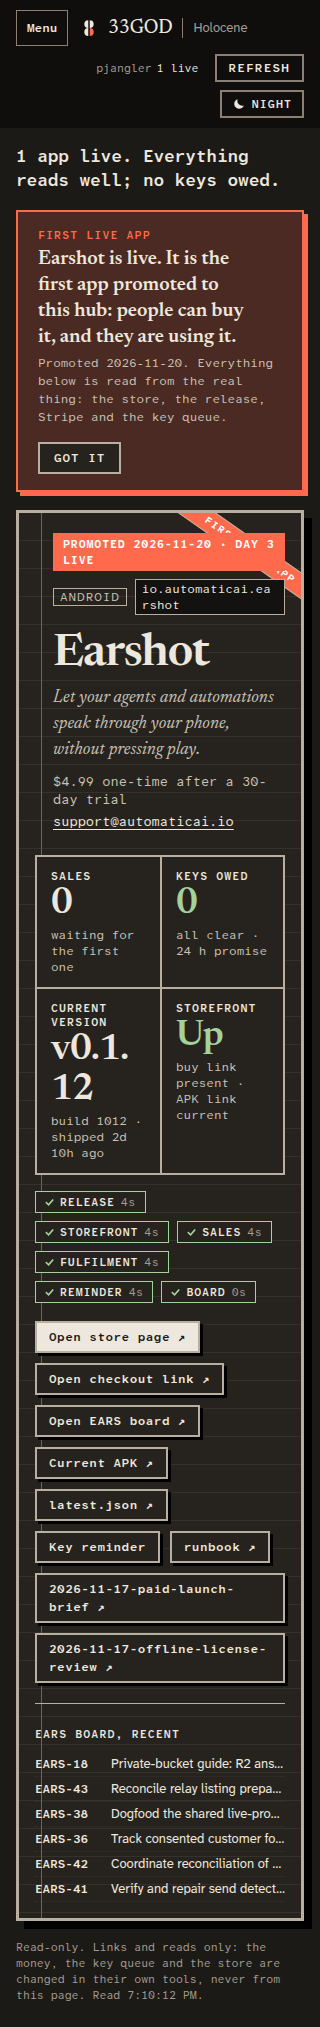 Menu
33GOD
Holocene
pjangler 1 live
REFRESH
NIGHT
1 app live. Everything
reads well; no keys owed.
FIRST LIVE APP
Earshot is live. It is the
first app promoted to
this hub: people can buy
it, and they are using it.
Promoted 2026-11-20. Everything
below is read from the real
thing: the store, the release,
Stripe and the key queue.
GOT IT
PROMOTED 2026-11-20 · DAY 3
LIVE
ANDROID
io.automaticai.ea
rshot
Earshot
Let your agents and automations
speak through your phone,
without pressing play.
$4.99 one-time after a 30-
day trial
support@automaticai.io
SALES
0
waiting for
the first
one
KEYS OWED
0
all clear ·
24 h promise
CURRENT
VERSION
v0.1.
12
build 1012 ·
shipped 2d
10h ago
STOREFRONT
Up
buy link
present ·
APK link
current
✓ RELEASE 4s
✓ STOREFRONT 4s
✓ SALES 4s
✓ FULFILMENT 4s
✓ REMINDER 4s
✓ BOARD 0s
Open store page ↗
Open checkout link ↗
Open EARS board ↗
Current APK ↗
latest.json ↗
Key reminder
runbook ↗
2026-11-17-paid-launch-
brief ↗
2026-11-17-offline-license-
review ↗
EARS BOARD, RECENT
EARS-18 Private-bucket guide: R2 ans...
EARS-43 Reconcile relay listing prepa...
EARS-38 Dogfood the shared live-pro...
EARS-36 Track consented customer fo...
EARS-42 Coordinate reconciliation of ...
EARS-41 Verify and repair send detect...
Read-only. Links and reads only: the
money, the key queue and the store are
changed in their own tools, never from
this page. Read 7:10:12 PM.